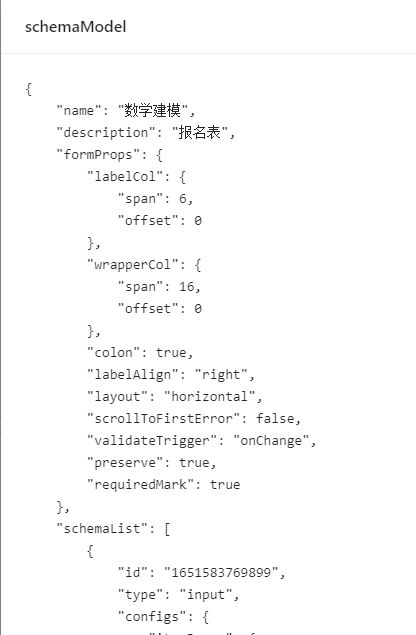 schemaModel
{
"name": "数学建模",
"description": "报名表",
"formProps": {
"labelCol": {
"span": 6,
"offset": 0
},
"wrapperCol": {
"span": 16,
"offset": 0
},
"colon": true,
"labelAlign": "right",
"layout": "horizontal",
"scrollToFirstError": false,
"validateTrigger": "onChange",
"preserve": true,
"requiredMark": true
},
"schemaList": [
{
"id": "1651583769899",
"type": "input",
"configs": {